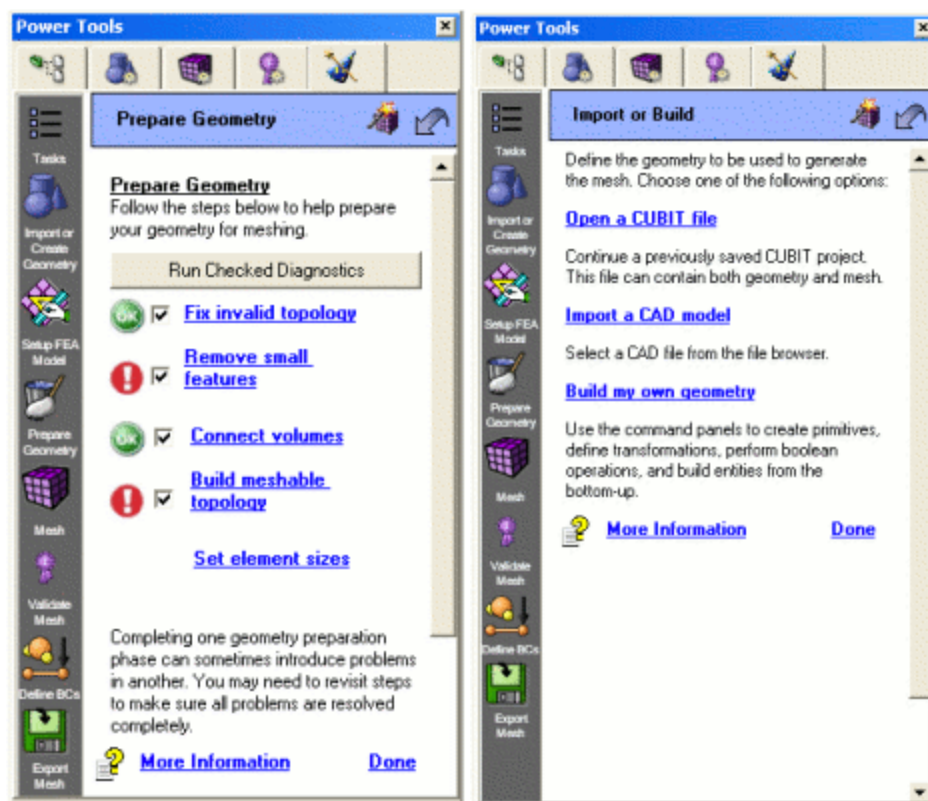 Power Tools
Prepare Geometry
Tasks
Import or
Create
Geometry
Setup FEA
Model
Prepare
Geometry
Mesh
Validate
Mesh
Define BCs
Export
Mesh
Prepare Geometry
Follow the steps below to help prepare
your geometry for meshing.
Run Checked Diagnostics
OK Fix invalid topology
Remove small
features
OK Connect volumes
Build meshable
topology
Set element sizes
Completing one geometry preparation
phase can sometimes introduce problems
in another. You may need to revisit steps
to make sure all problems are resolved
completely.
More Information Done
Power Tools
Import or Build
Tasks
Import or
Create
Geometry
Setup FEA
Model
Prepare
Geometry
Mesh
Validate
Mesh
Define BCs
Export
Mesh
Define the geometry to be used to generate
the mesh. Choose one of the following options:
Open a CUBIT file
Continue a previously saved CUBIT project.
This file can contain both geometry and mesh.
Import a CAD model
Select a CAD file from the file browser.
Build my own geometry
Use the command panels to create primitives,
define transformations, perform boolean
operations, and build entities from the
bottom-up.
More Information Done